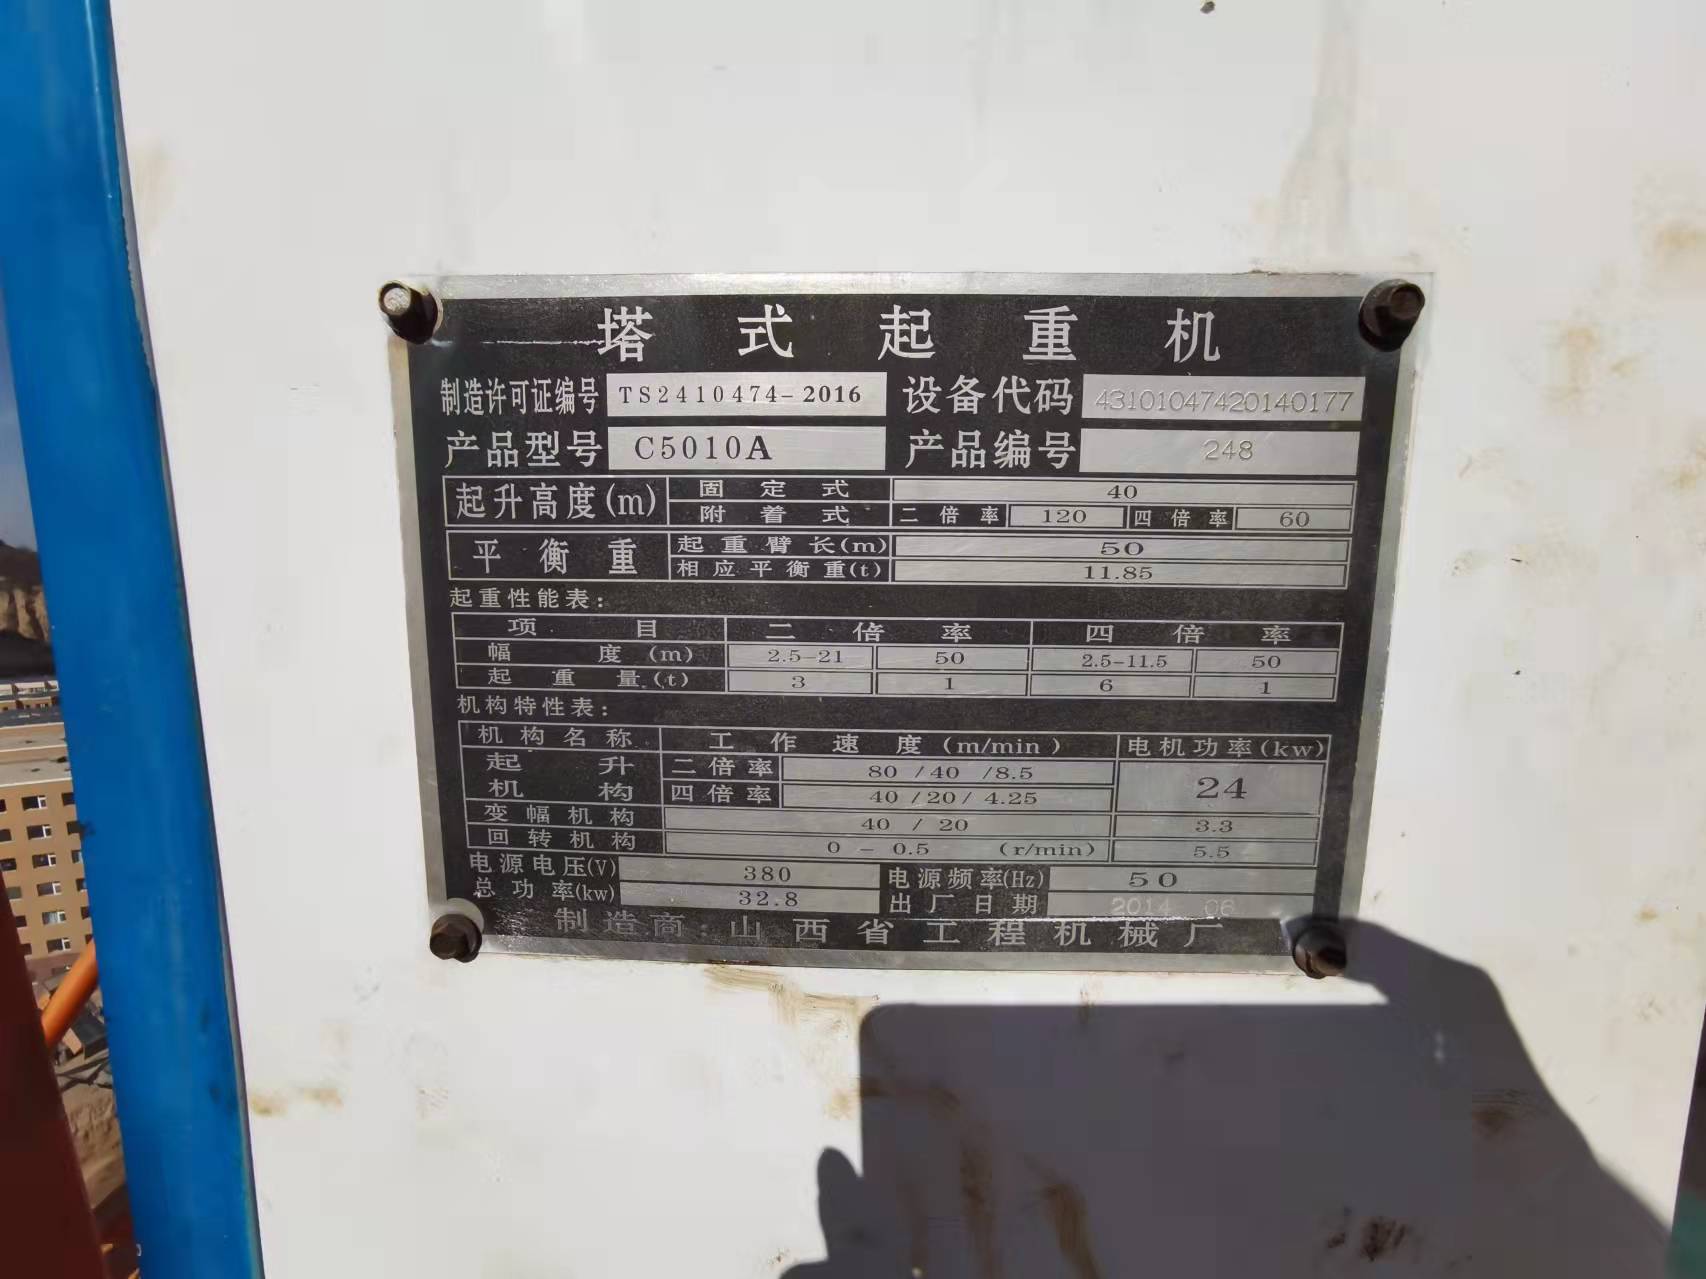 塔式起重机
制造许可证编号 TS2410474-2016 设备代码 43101047420140177
产品型号 C5010A 产品编号 248
起升高度(m) 固定式 40
附着式 二倍率 120 四倍率 60
平衡重 起重臂长(m) 50
相应平衡重(t) 11.85
起重性能表:
项目 二倍率 四倍率
幅度(m) 2.5-21 50 2.5-11.5 50
起重量.(t) 3 1 6 1
机构特性表:
机构名称 工作速度(m/min) 电机功率(kw)
起升机构 二倍率 80/40/8.5 24
四倍率 40/20/4.25
变幅机构 40/20 3.3
回转机构 0-0.5 (r/min) 5.5
电源电压(V) 380 电源频率(Hz) 50
总功率(kw) 32.8 出厂日期 2014 06
制造商:山西省工程机械厂